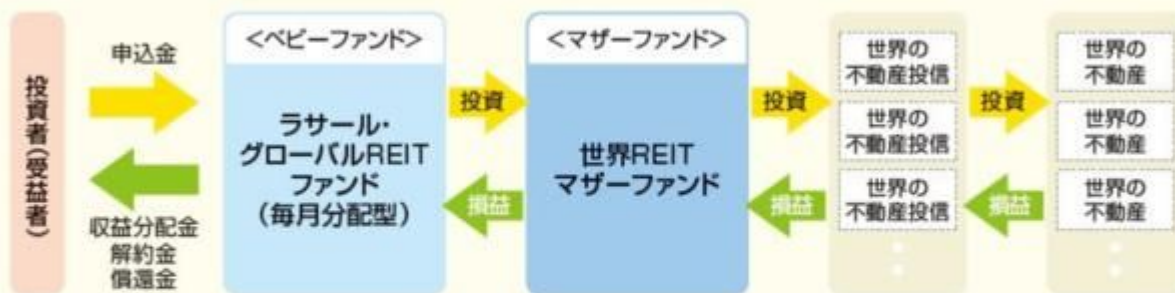 投資者(受益者)
申込金
収益分配金
解約金
償還金
<ベビーファンド>
ラサール・
グローバルREIT
ファンド
(毎月分配型)
投資
損益
<マザーファンド>
世界REIT
マザーファンド
投資
損益
世界の
不動産投信
世界の
不動産投信
世界の
不動産投信
投資
損益
世界の
不動産
世界の
不動産
世界の
不動産